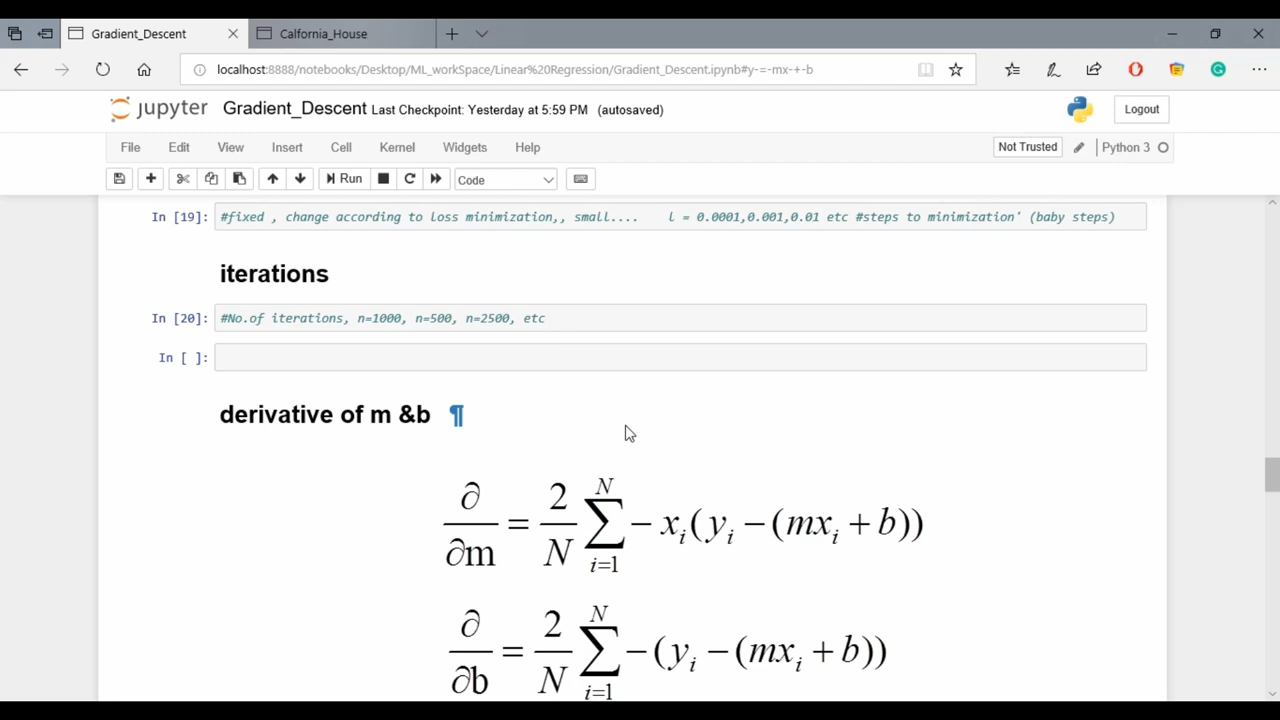 Gradient_Descent
Calfornia_House
localhost:8888/notebooks/Desktop/ML_workSpace/Linear%20Regression/Gradient_Descent.ipynb#y-=-mx-+-b
jupyter Gradient_Descent Last Checkpoint: Yesterday at 5:59 PM (autosaved)
Logout
File Edit View Insert Cell Kernel Widgets Help
Not Trusted
Python 3
Run
Code
In [19]: #fixed , change according to loss minimization,, small.... l = 0.0001,0.001,0.01 etc #steps to minimization' (baby steps)
iterations
In [20]: #No.of iterations, n=1000, n=500, n=2500, etc
In [ ]:
derivative of m &b ¶
∂/∂m = 2/N ∑_{i=1}^{N} − x_i(y_i − (mx_i + b))
∂/∂b = 2/N ∑_{i=1}^{N} − (y_i − (mx_i + b))